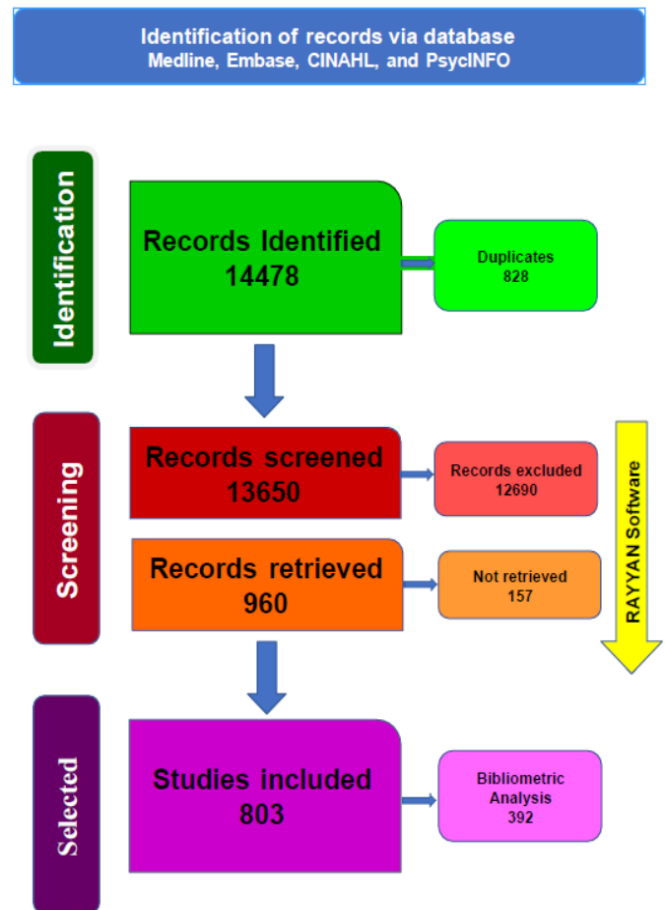 Identification of records via database
Medline, Embase, CINAHL, and PsycINFO
Identification
Records Identified
14478
Duplicates
828
Screening
Records screened
13650
Records excluded
12690
Records retrieved
960
Not retrieved
157
RAYYAN Software
Selected
Studies included
803
Bibliometric
Analysis
392